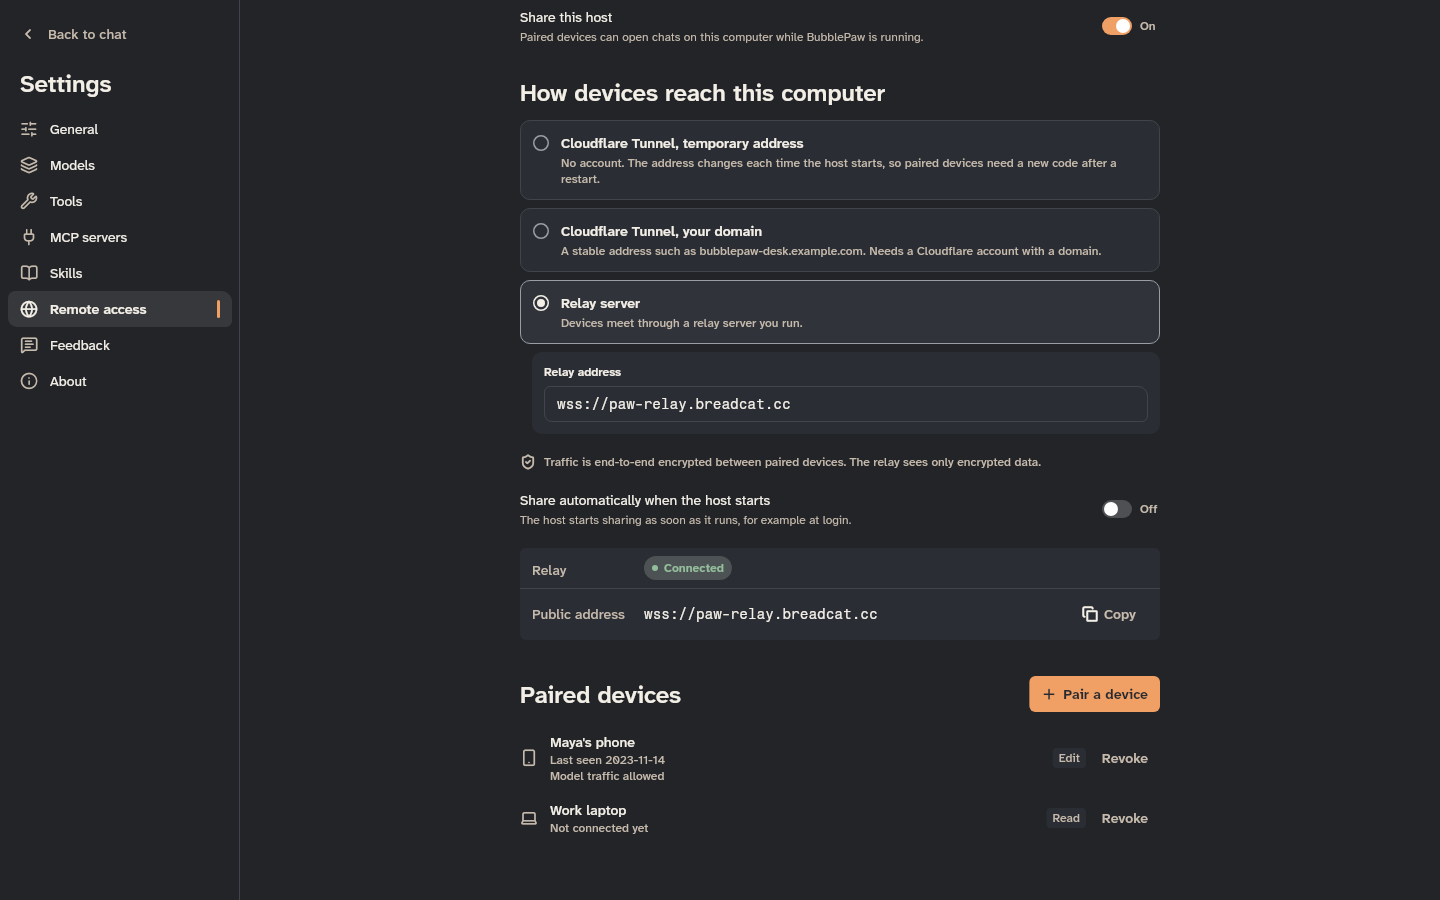 Back to chat
Settings
General
Models
Tools
MCP servers
Skills
Remote access
Feedback
About
Share this host
Paired devices can open chats on this computer while BubblePaw is running.
On
How devices reach this computer
Cloudflare Tunnel, temporary address
No account. The address changes each time the host starts, so paired devices need a new code after a
restart.
Cloudflare Tunnel, your domain
A stable address such as bubblepaw-desk.example.com. Needs a Cloudflare account with a domain.
Relay server
Devices meet through a relay server you run.
Relay address
wss://paw-relay.breadcat.cc
Traffic is end-to-end encrypted between paired devices. The relay sees only encrypted data.
Share automatically when the host starts
The host starts sharing as soon as it runs, for example at login.
Off
Relay
Connected
Public address
wss://paw-relay.breadcat.cc
Copy
Paired devices
Pair a device
Maya's phone
Last seen 2023-11-14
Model traffic allowed
Edit
Revoke
Work laptop
Not connected yet
Read
Revoke